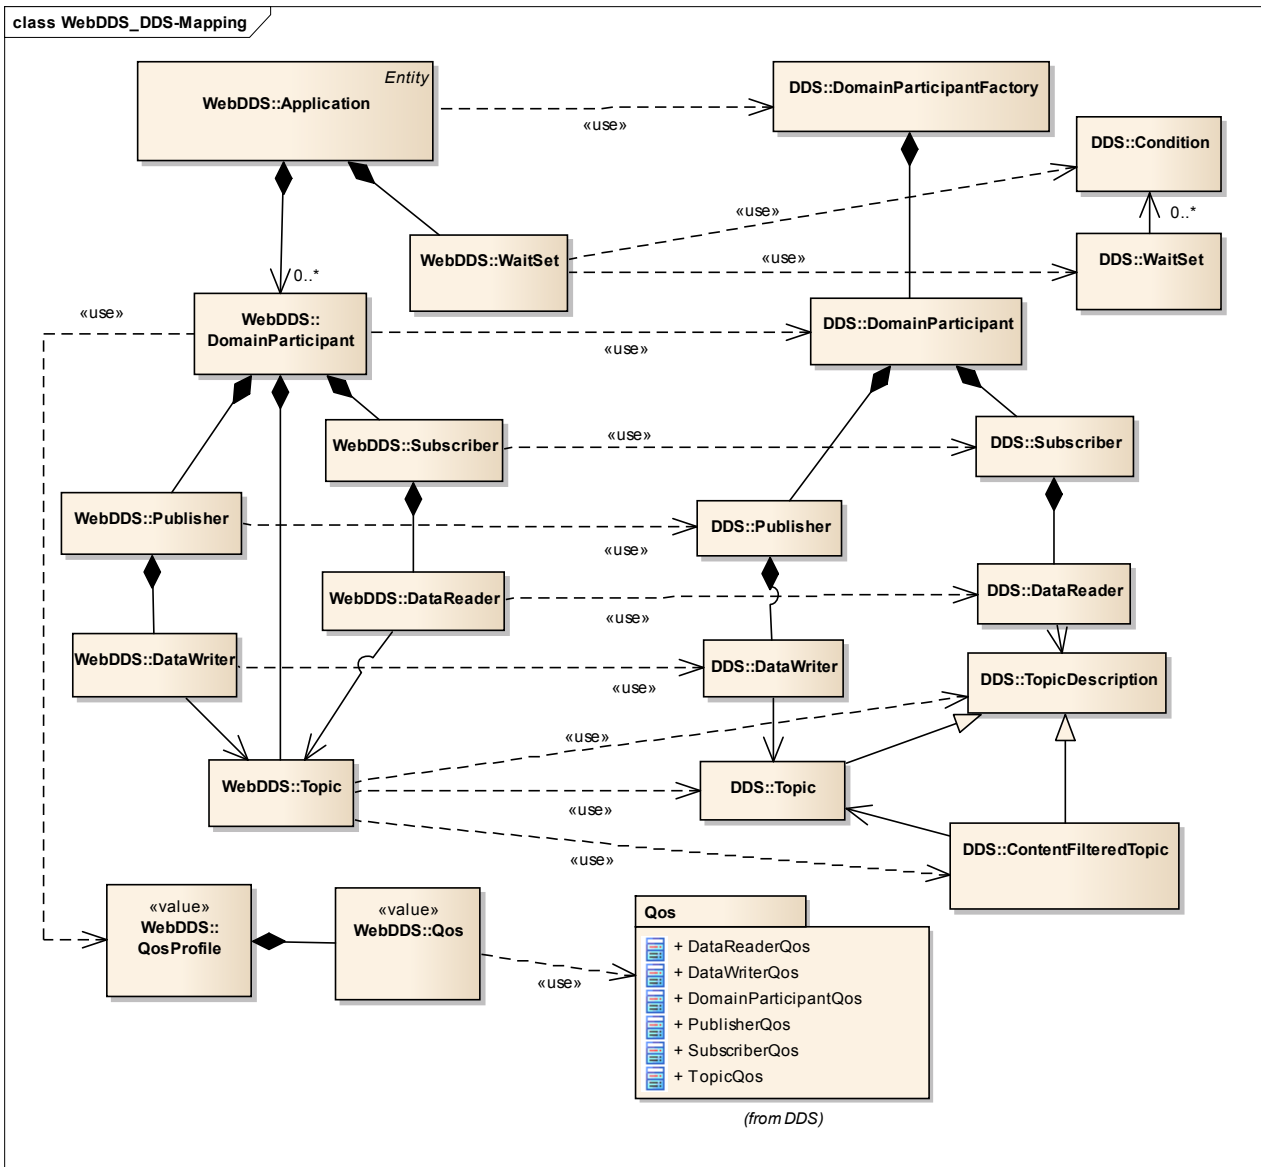 class WebDDS_DDS-Mapping
Entity
WebDDS::Application
DDS::DomainParticipantFactory
«use»
DDS::Condition
«use»
0..*
WebDDS::WaitSet
«use»
DDS::WaitSet
0..*
«use»
WebDDS::
DomainParticipant
DDS::DomainParticipant
«use»
WebDDS::Subscriber
«use»
DDS::Subscriber
WebDDS::Publisher
DDS::Publisher
«use»
WebDDS::DataReader
DDS::DataReader
«use»
WebDDS::DataWriter
DDS::DataWriter
«use»
DDS::TopicDescription
«use»
WebDDS::Topic
DDS::Topic
«use»
DDS::ContentFilteredTopic
«use»
«value»
WebDDS::
QosProfile
«value»
WebDDS::Qos
«use»
Qos
+ DataReaderQos
+ DataWriterQos
+ DomainParticipantQos
+ PublisherQos
+ SubscriberQos
+ TopicQos
(from DDS)